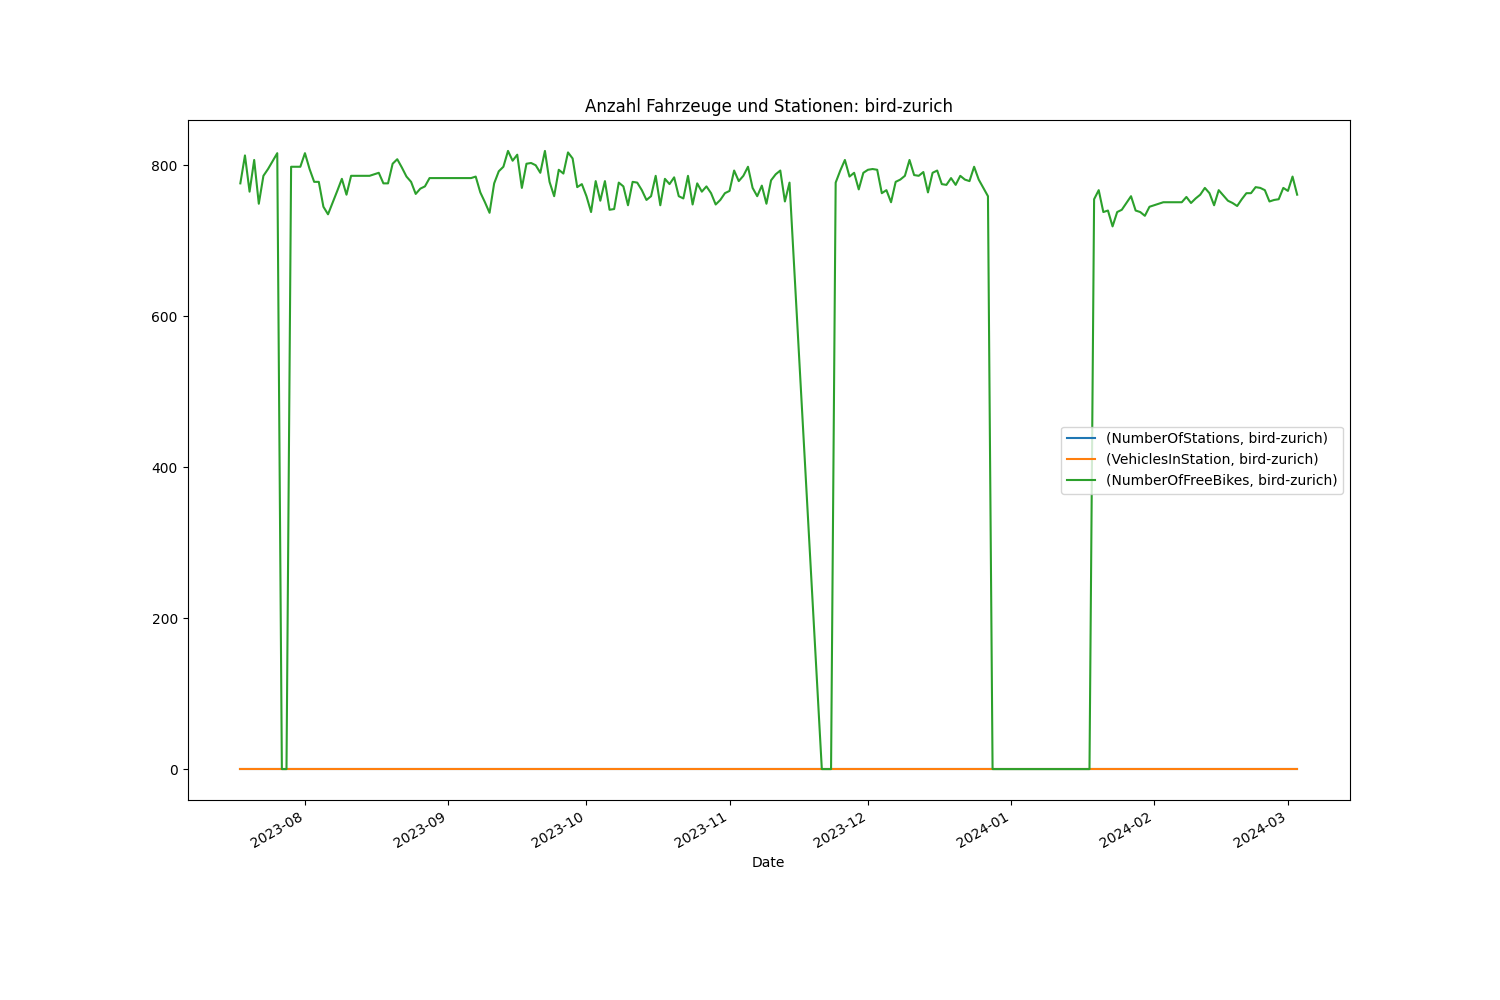 Anzahl Fahrzeuge und Stationen: bird-zurich
800
600
400
200
0
(NumberOfStations, bird-zurich)
(VehiclesInStation, bird-zurich)
(NumberOfFreeBikes, bird-zurich)
2023-08
2023-09
2023-10
2023-11
2023-12
2024-01
2024-02
2024-03
Date